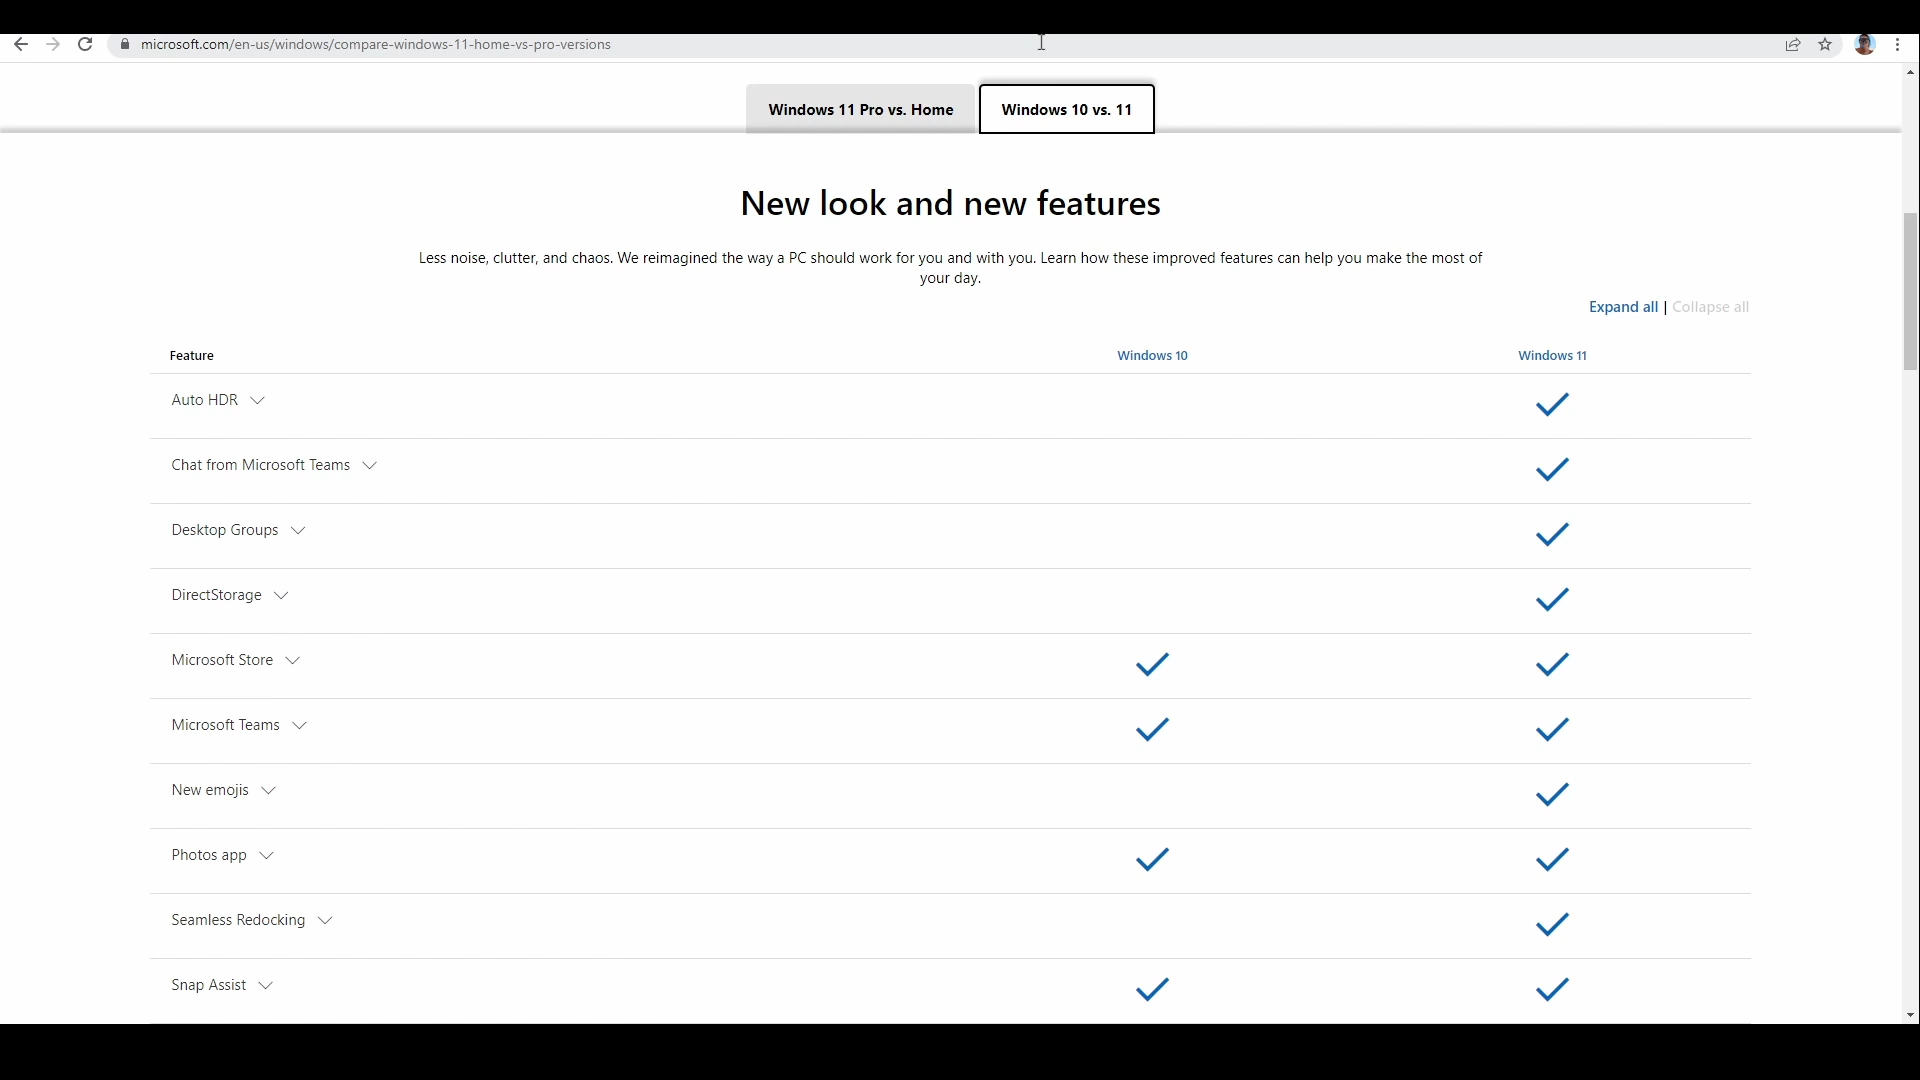 microsoft.com/en-us/windows/compare-windows-11-home-vs-pro-versions
Windows 11 Pro vs. Home
Windows 10 vs. 11
New look and new features
Less noise, clutter, and chaos. We reimagined the way a PC should work for you and with you. Learn how these improved features can help you make the most of
your day.
Expand all | Collapse all
Feature Windows 10 Windows 11
Auto HDR
Chat from Microsoft Teams
Desktop Groups
DirectStorage
Microsoft Store
Microsoft Teams
New emojis
Photos app
Seamless Redocking
Snap Assist